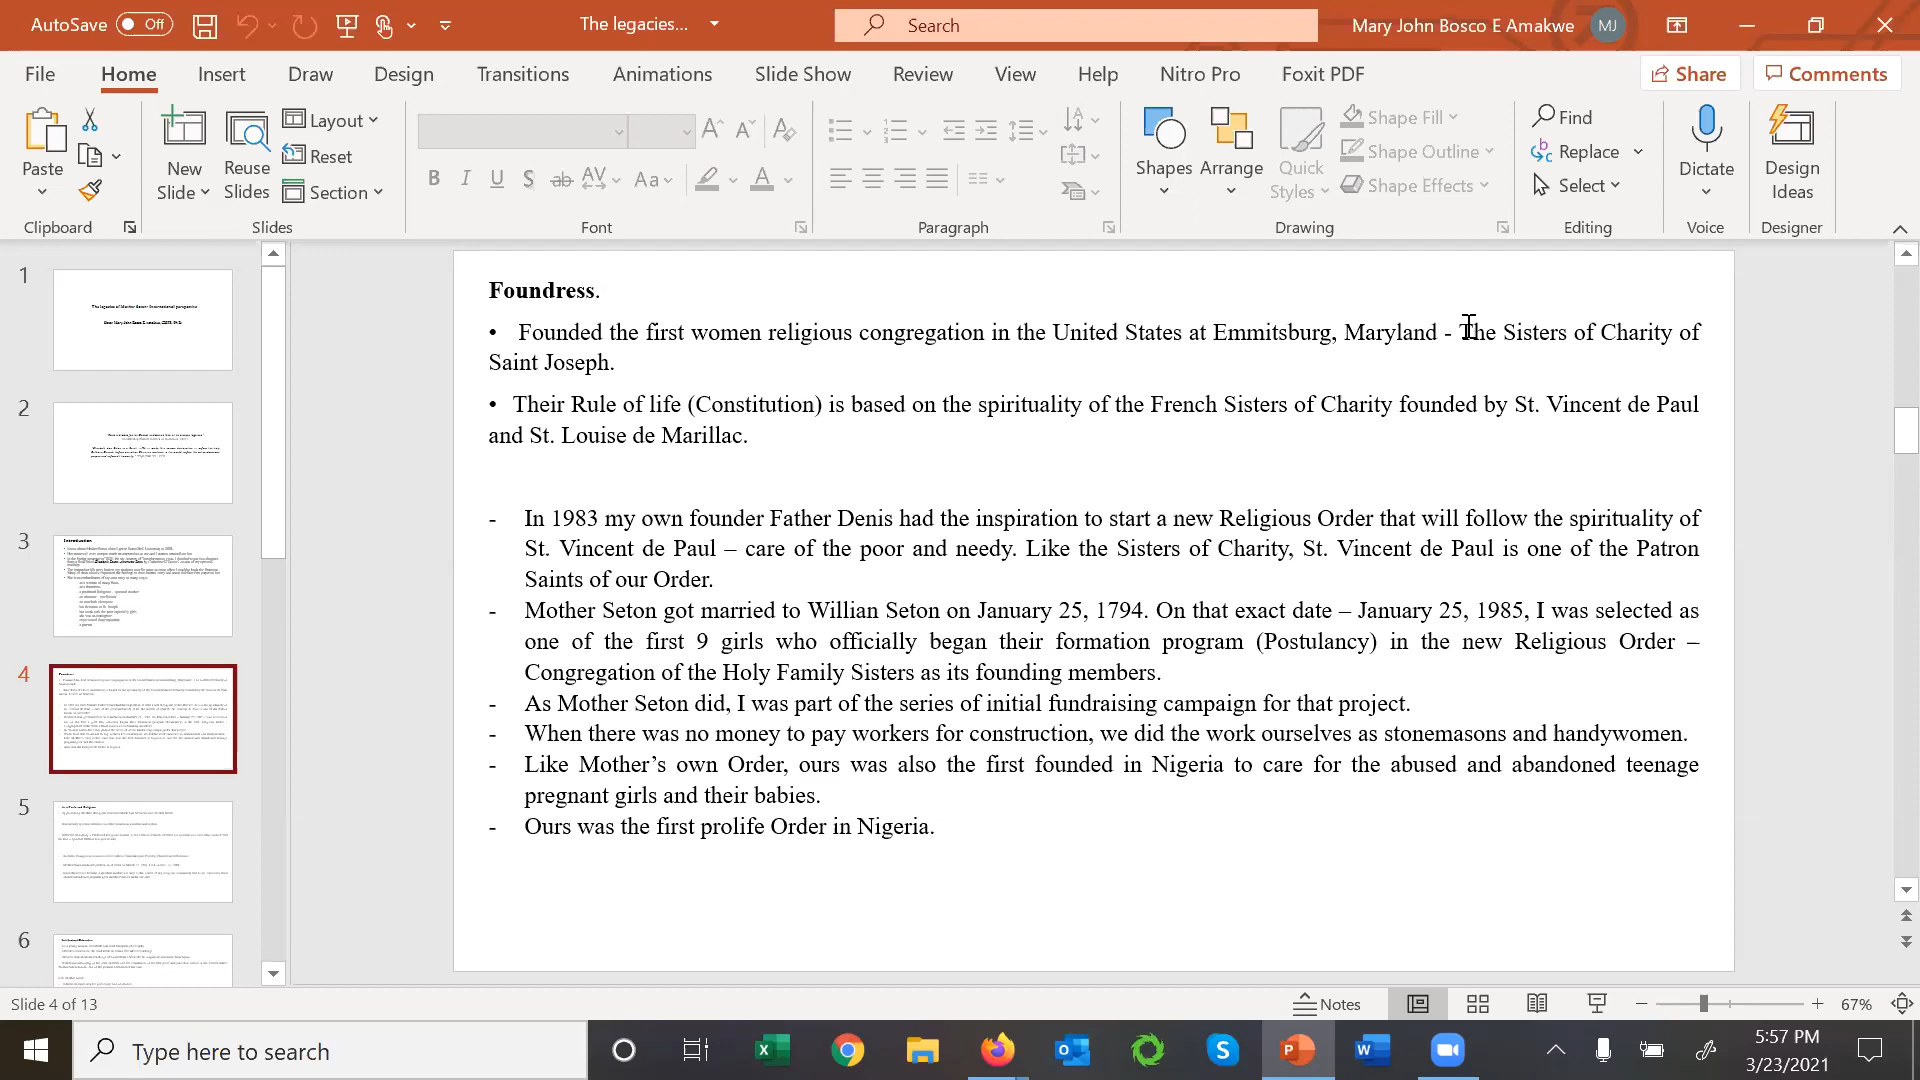 AutoSave Off The legacies... Search Mary John Bosco E Amakwe MJ
File Home Insert Draw Design Transitions Animations Slide Show Review View Help Nitro Pro Foxit PDF Share Comments
Paste New Slide Reuse Slides Layout Reset Section
B I U S ab AV Aa A
Shapes Arrange Quick Styles Shape Fill Shape Outline Shape Effects
Find Replace Select Dictate Design Ideas
Clipboard Slides Font Paragraph Drawing Editing Voice Designer
1
2
3
Introduction
4
5
6
Foundress.
• Founded the first women religious congregation in the United States at Emmitsburg, Maryland - The Sisters of Charity of
Saint Joseph.
• Their Rule of life (Constitution) is based on the spirituality of the French Sisters of Charity founded by St. Vincent de Paul
and St. Louise de Marillac.
- In 1983 my own founder Father Denis had the inspiration to start a new Religious Order that will follow the spirituality of
St. Vincent de Paul – care of the poor and needy. Like the Sisters of Charity, St. Vincent de Paul is one of the Patron
Saints of our Order.
- Mother Seton got married to Willian Seton on January 25, 1794. On that exact date – January 25, 1985, I was selected as
one of the first 9 girls who officially began their formation program (Postulancy) in the new Religious Order –
Congregation of the Holy Family Sisters as its founding members.
- As Mother Seton did, I was part of the series of initial fundraising campaign for that project.
- When there was no money to pay workers for construction, we did the work ourselves as stonemasons and handywomen.
- Like Mother's own Order, ours was also the first founded in Nigeria to care for the abused and abandoned teenage
pregnant girls and their babies.
- Ours was the first prolife Order in Nigeria.
Slide 4 of 13 Notes 67%
Type here to search 5:57 PM
3/23/2021